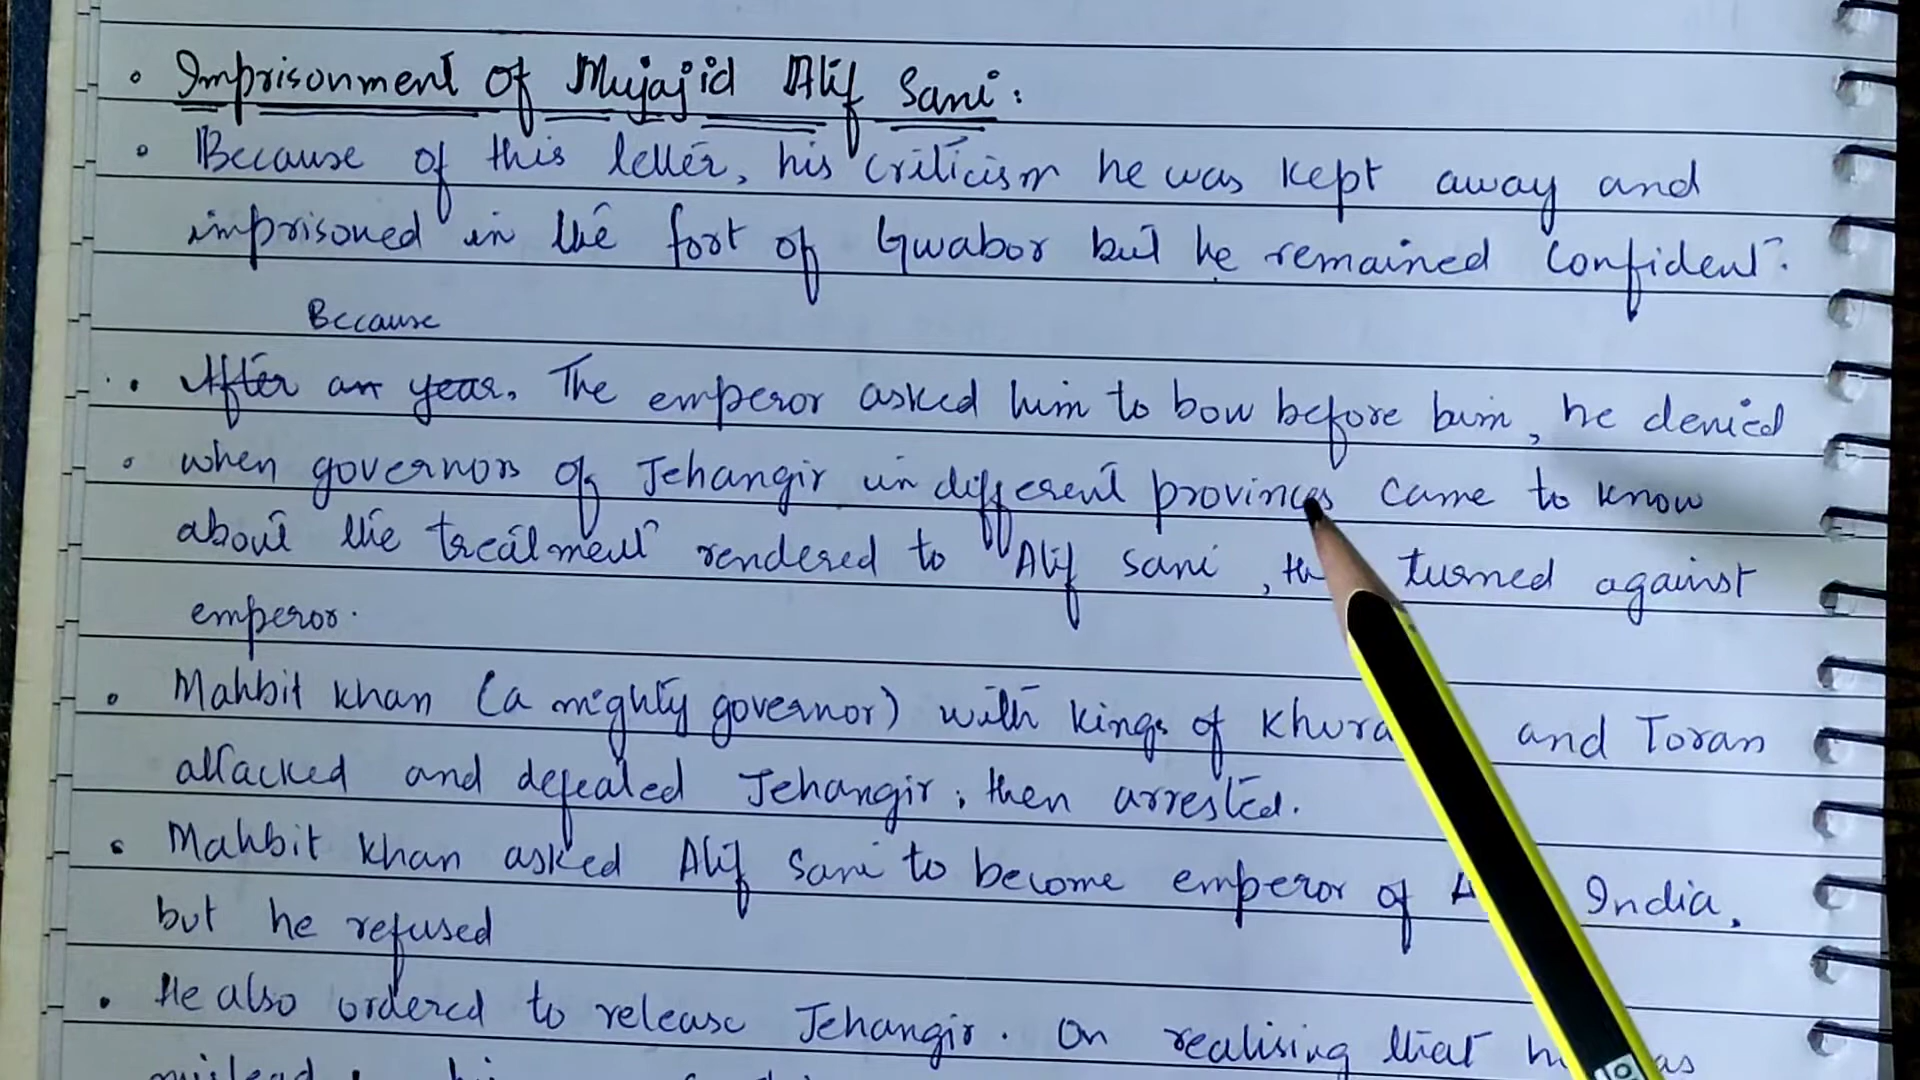 Imprisonment of Mujajid Alif Sani:
Because of this letter, his criticism he was kept away and
imprisoned in the fort of Gwabor but he remained confident.
Because
After an year. The emperor asked him to bow before him, he denied
when governors of Jehangir in different provinces came to know
about the treatment rendered to Alif sani, turned against
emperor.
Mahbit khan (a mighty governor) with kings of and Toran
attacked and defealed Jehangir; then arrested.
Mahbit khan asked Alif Sani to become emperor of India,
but he refused
He also ordered to release Jehangir. On realising that